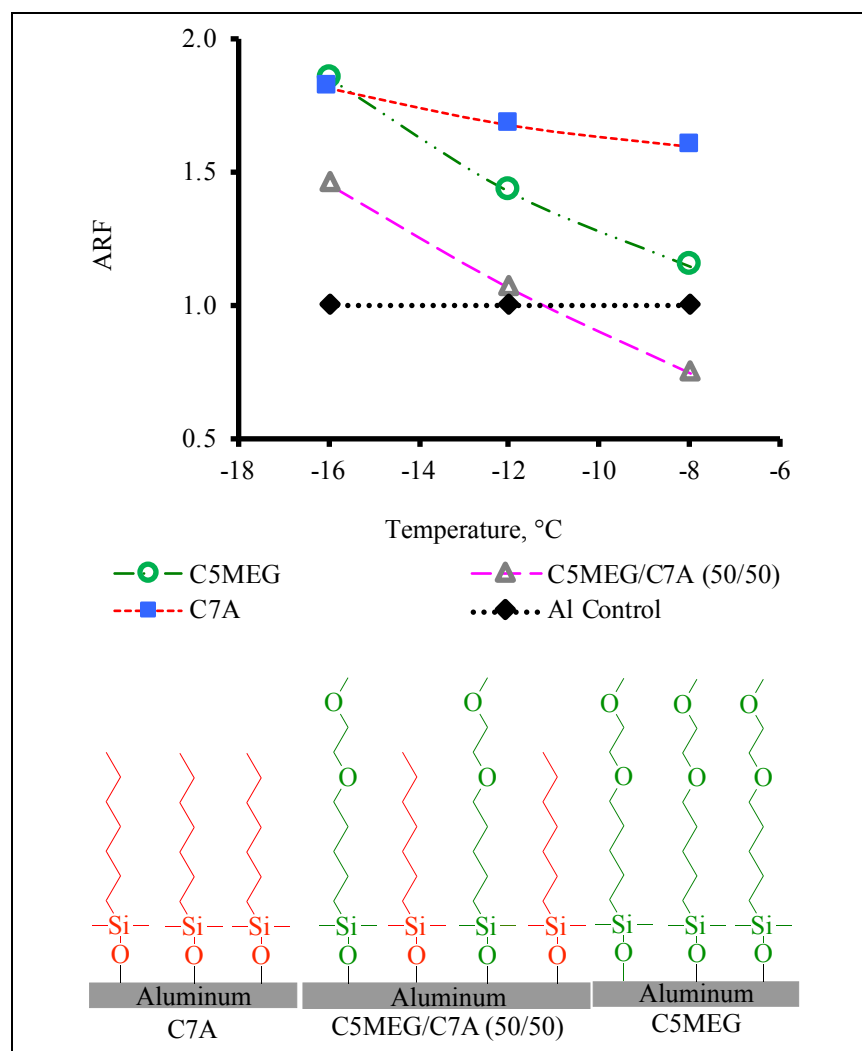 2.0
1.5
1.0
0.5
ARF
-18 -16 -14 -12 -10 -8 -6
Temperature, °C
C5MEG C5MEG/C7A (50/50)
C7A Al Control
O O O O O
O O O O O
Si Si Si Si Si Si Si Si Si Si
O O O O O O O O O O
Aluminum Aluminum Aluminum
C7A C5MEG/C7A (50/50) C5MEG